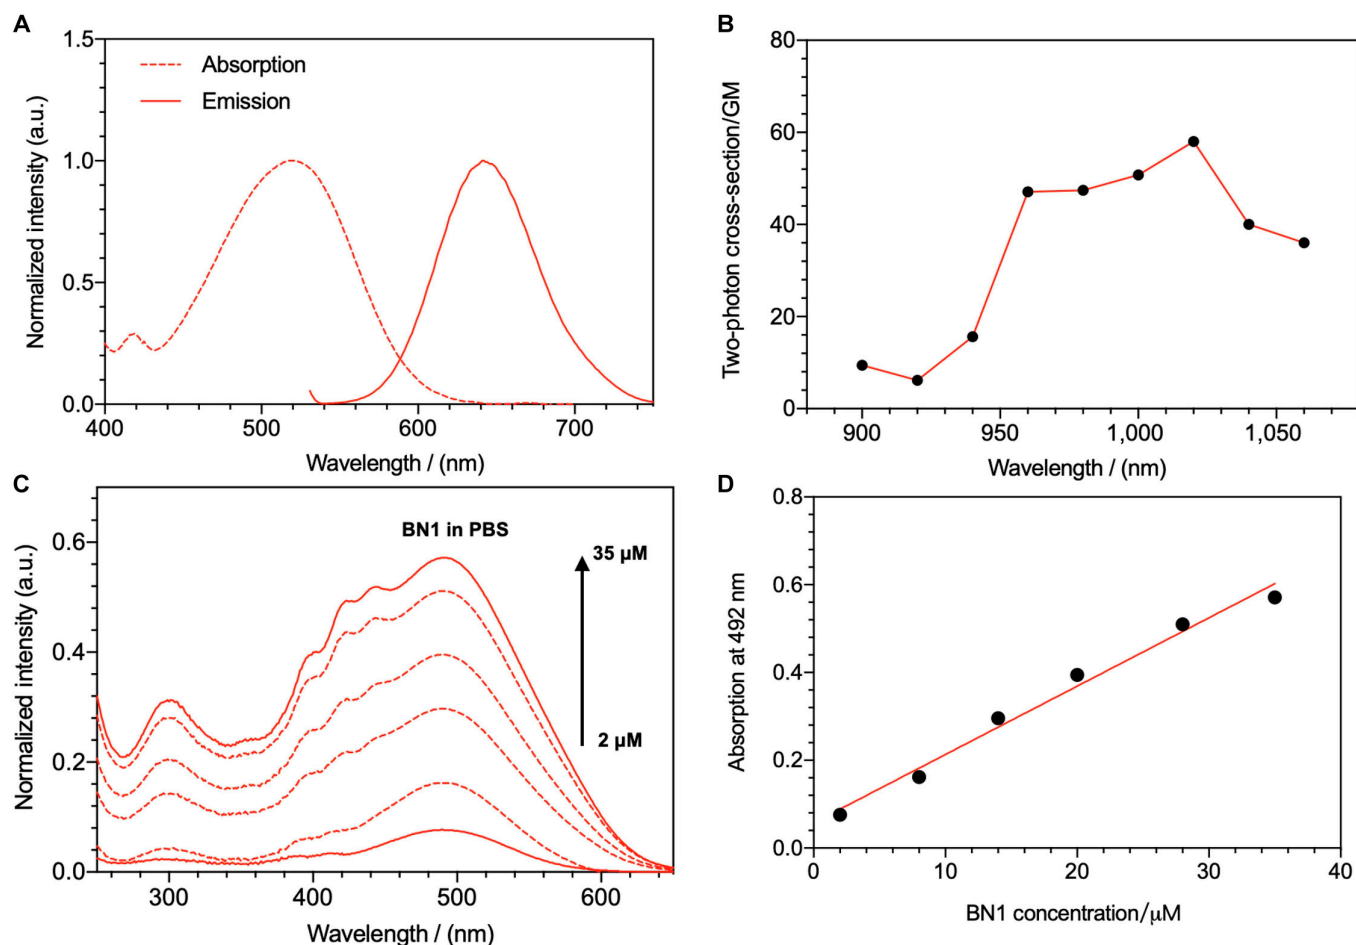 A
1.5
1.0
0.5
0.0
Normalized intensity (a.u.)
Absorption
Emission
400
500
600
700
Wavelength / (nm)
B
80
60
40
20
0
Two-photon cross-section/GM
900
950
1,000
1,050
Wavelength / (nm)
C
0.6
0.4
0.2
0.0
Normalized intensity (a.u.)
BN1 in PBS
35 μM
2 μM
300
400
500
600
Wavelength / (nm)
D
0.8
0.6
0.4
0.2
0.0
Absorption at 492 nm
0
10
20
30
40
BN1 concentration/μM